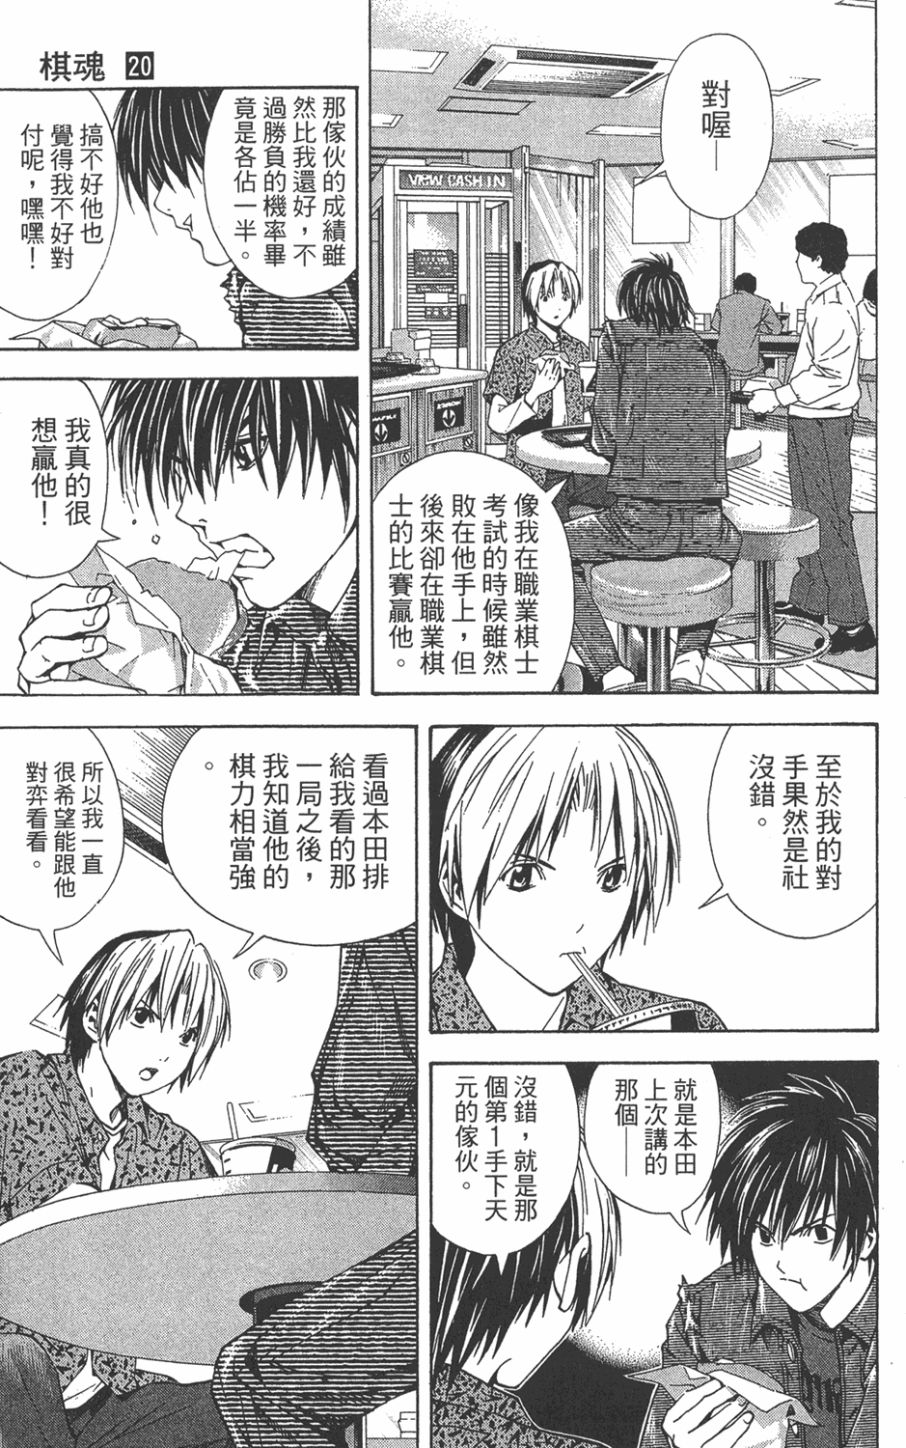 棋魂 20
對喔——
VIEW CASH IN
像我在職業棋士
考試的時候雖然
敗在他手上，但
後來卻在職業棋
士的比賽贏他。
那傢伙的成績雖
然比我還好，不
過勝負的機率畢
竟是各佔一半。
搞不好他也
覺得我不好對
付呢，嘿嘿！
我真的很
想贏他！
至於我的對
手果然是社
沒錯。
看過本田排
給我看的那
一局之後，
我知道他的
棋力相當強
。
所以我一直
很希望能跟他
對弈看看。
就是本田
上次講的
那個——
沒錯，就是那
個第1手下天
元的傢伙。